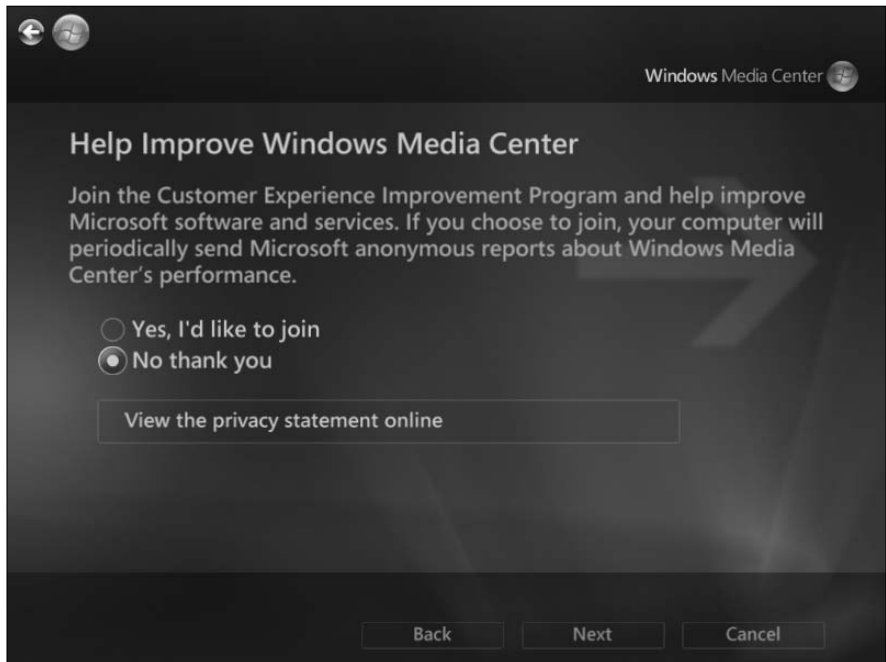 Windows Media Center
Help Improve Windows Media Center
Join the Customer Experience Improvement Program and help improve
Microsoft software and services. If you choose to join, your computer will
periodically send Microsoft anonymous reports about Windows Media
Center's performance.
Yes, I'd like to join
No thank you
View the privacy statement online
Back Next Cancel